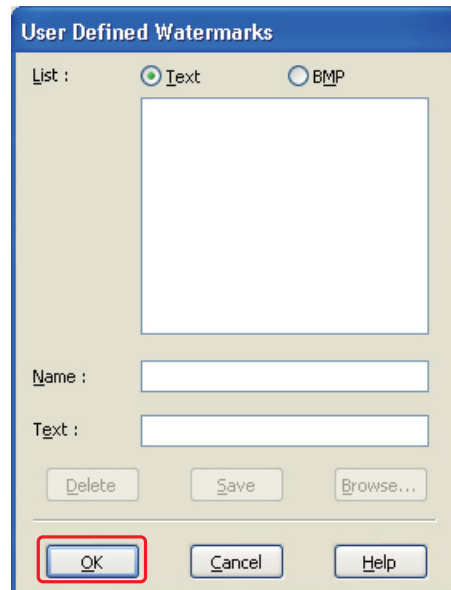 User Defined Watermarks
List : Text BMP
Name :
Text :
Delete Save Browse...
OK Cancel Help